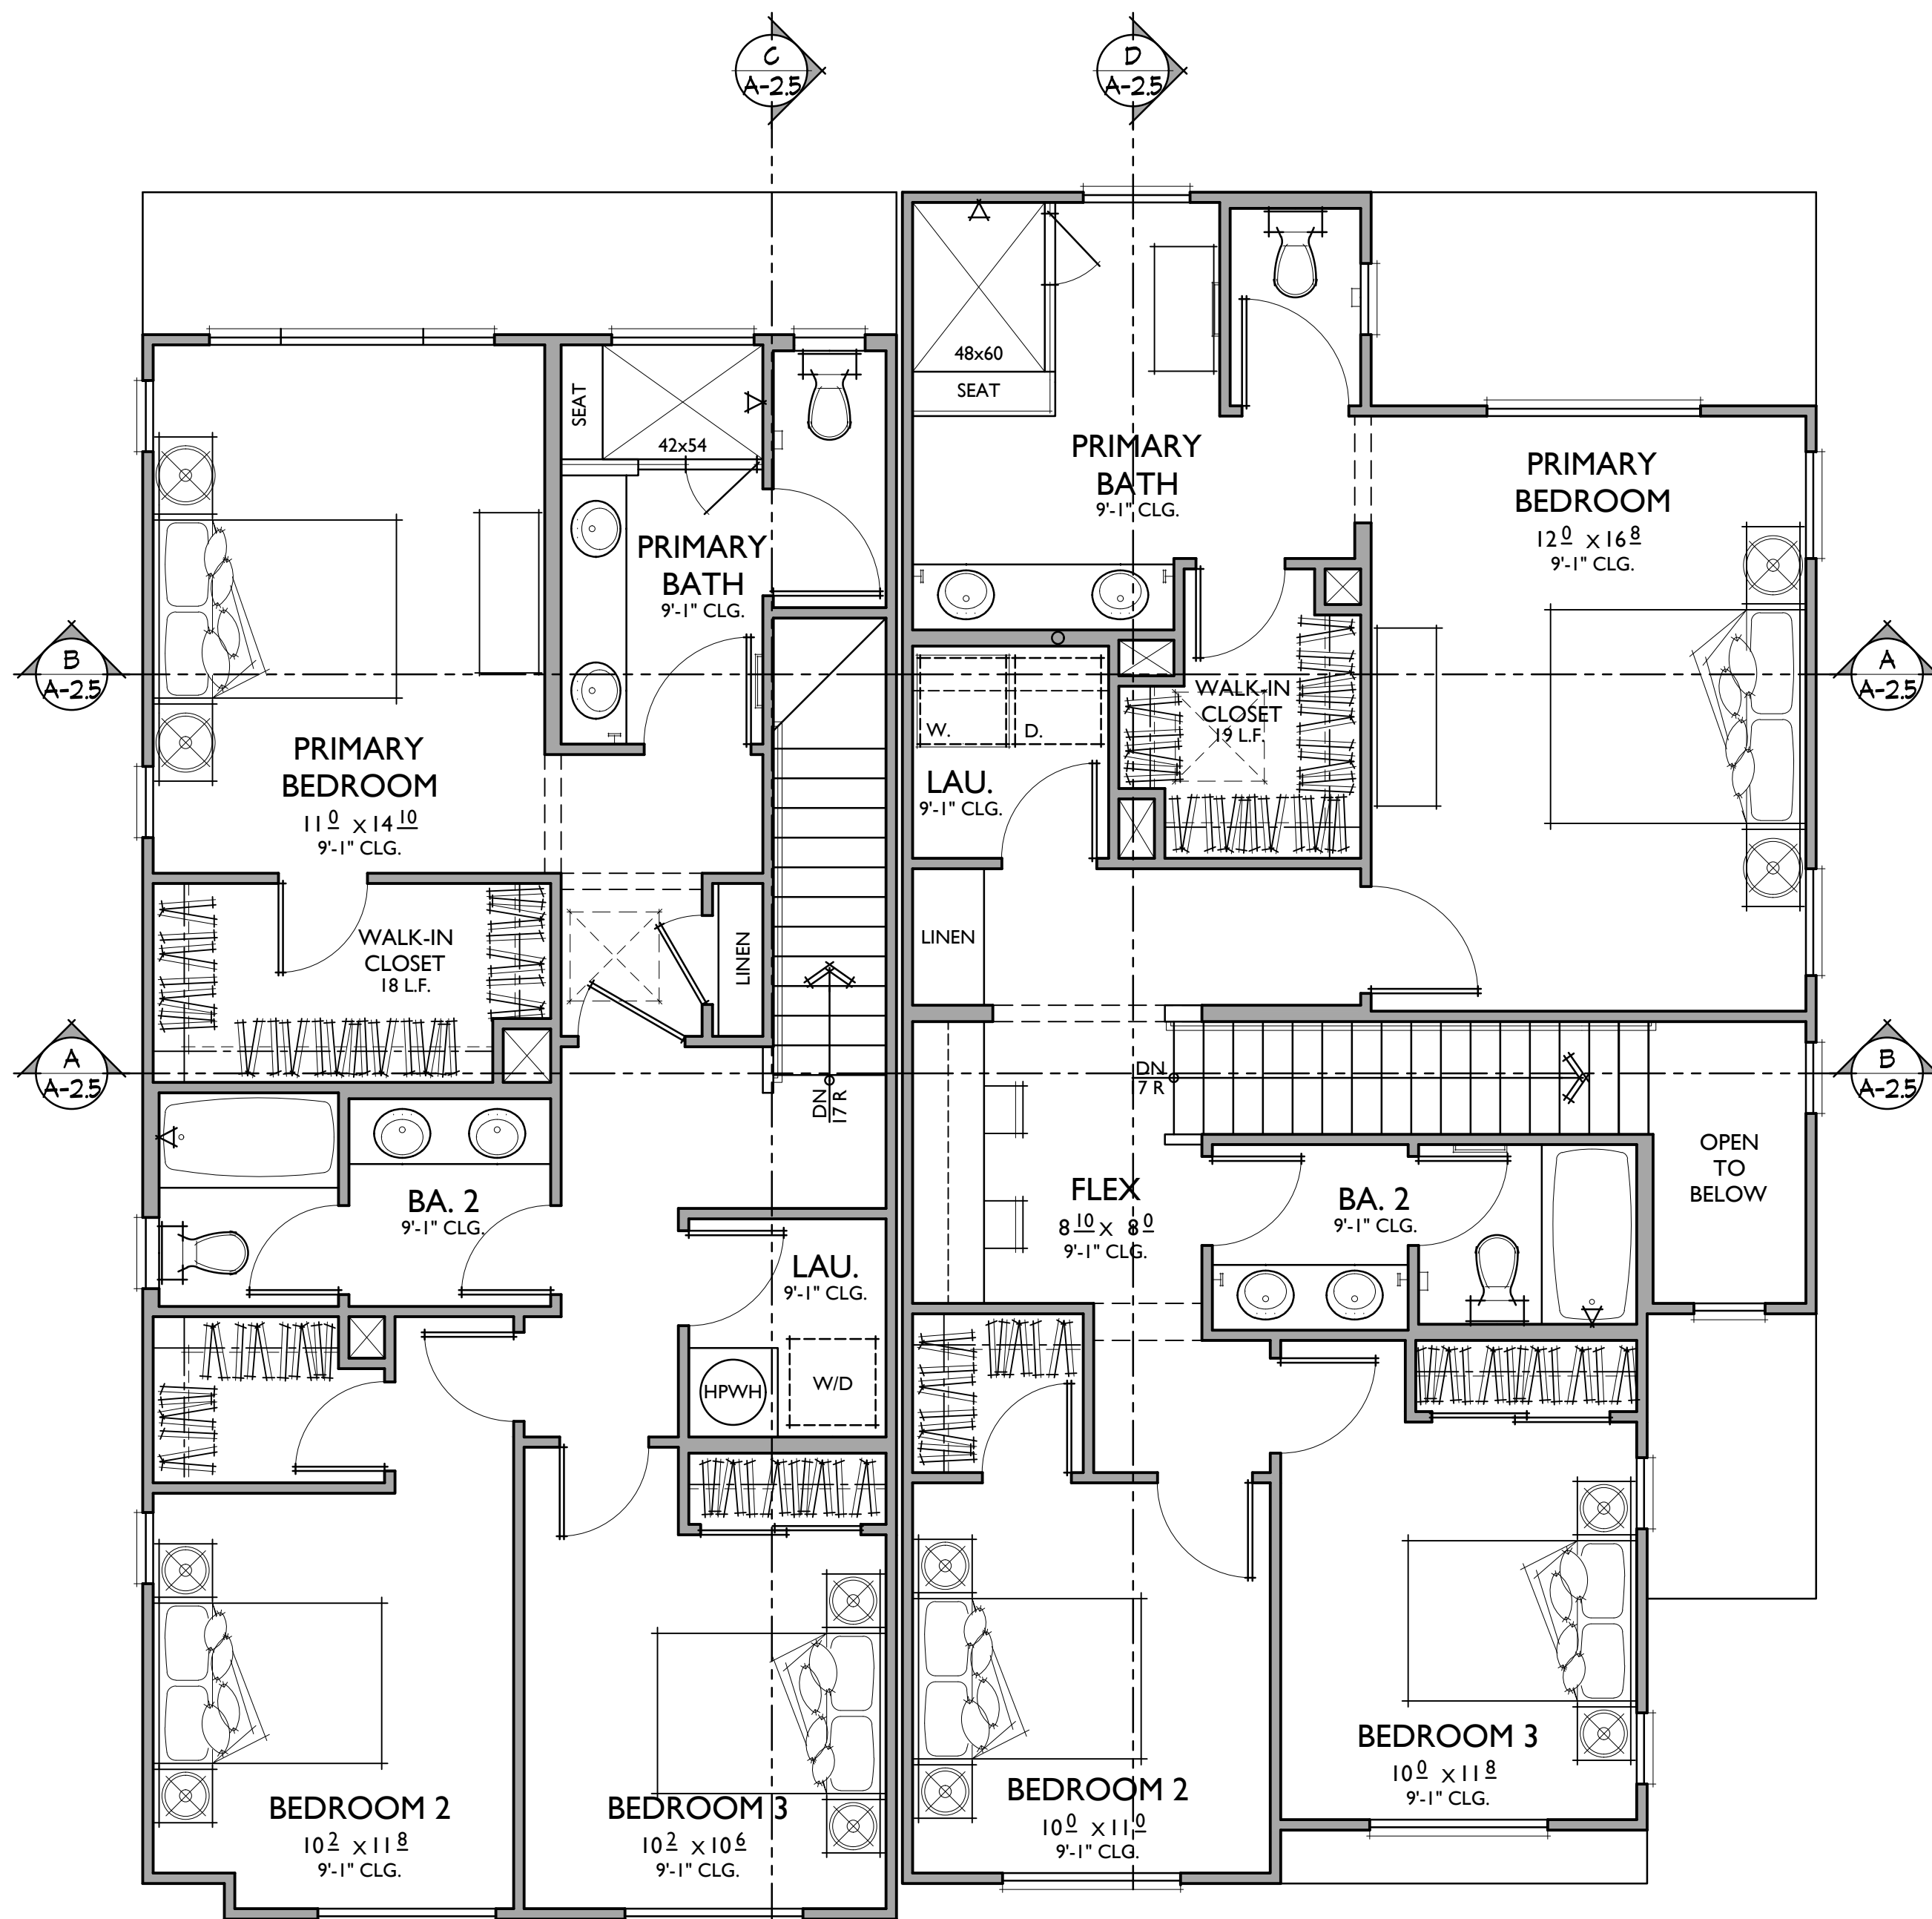 C
A-2.5
D
A-2.5
SEAT
42x54
PRIMARY
BATH
9'-1" CLG.
48x60
SEAT
PRIMARY
BATH
9'-1" CLG.
PRIMARY
BEDROOM
12 0 x 16 8
9'-1" CLG.
B
A-2.5
A
A-2.5
PRIMARY
BEDROOM
11 0 x 14 10
9'-1" CLG.
W.
D.
LAU.
9'-1" CLG.
WALK-IN
CLOSET
19 L.F.
WALK-IN
CLOSET
18 L.F.
LINEN
LINEN
A
A-2.5
B
A-2.5
DN
17 R
DN
7 R
OPEN
TO
BELOW
BA. 2
9'-1" CLG.
LAU.
9'-1" CLG.
HPWH
W/D
FLEX
8 10 x 8 0
9'-1" CLG.
BA. 2
9'-1" CLG.
BEDROOM 2
10 2 x 11 8
9'-1" CLG.
BEDROOM 3
10 2 x 10 6
9'-1" CLG.
BEDROOM 2
10 0 x 11 0
9'-1" CLG.
BEDROOM 3
10 0 x 11 8
9'-1" CLG.